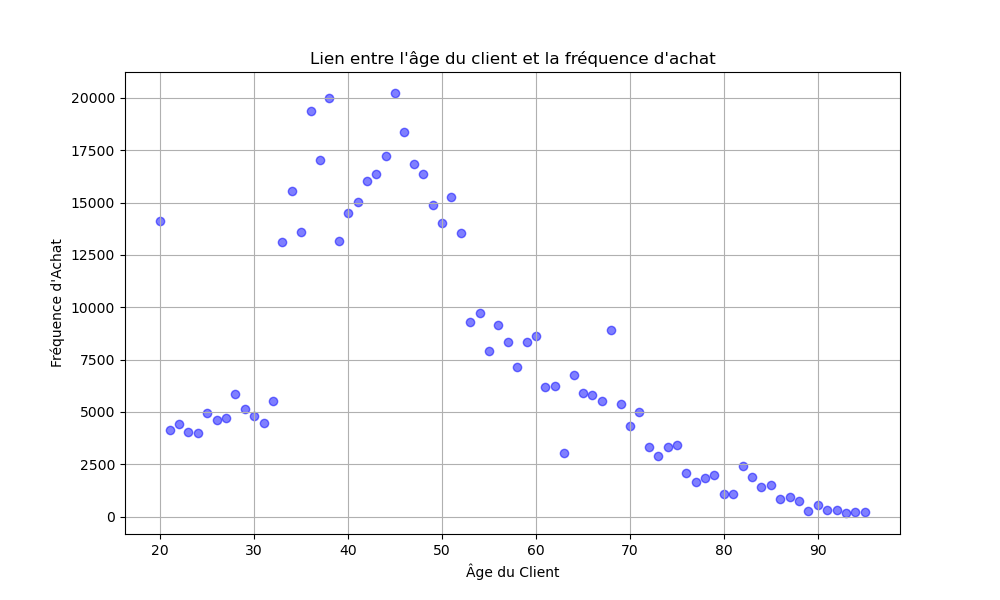 Lien entre l'âge du client et la fréquence d'achat
Fréquence d'Achat
20000
17500
15000
12500
10000
7500
5000
2500
0
20 30 40 50 60 70 80 90
Âge du Client